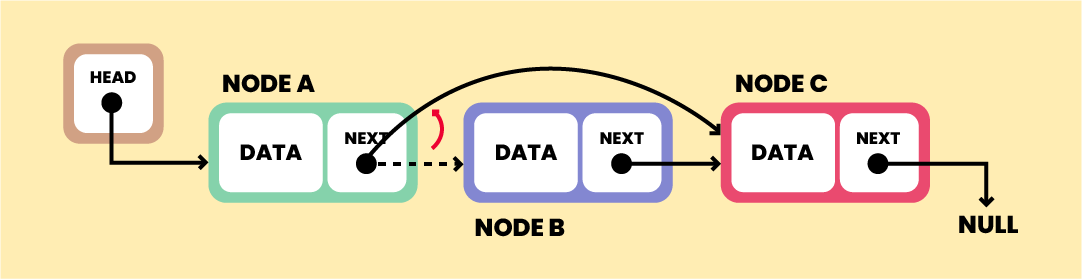 HEAD
NODE A
NODE C
DATA
NEXT
DATA
NEXT
DATA
NEXT
NODE B
NULL